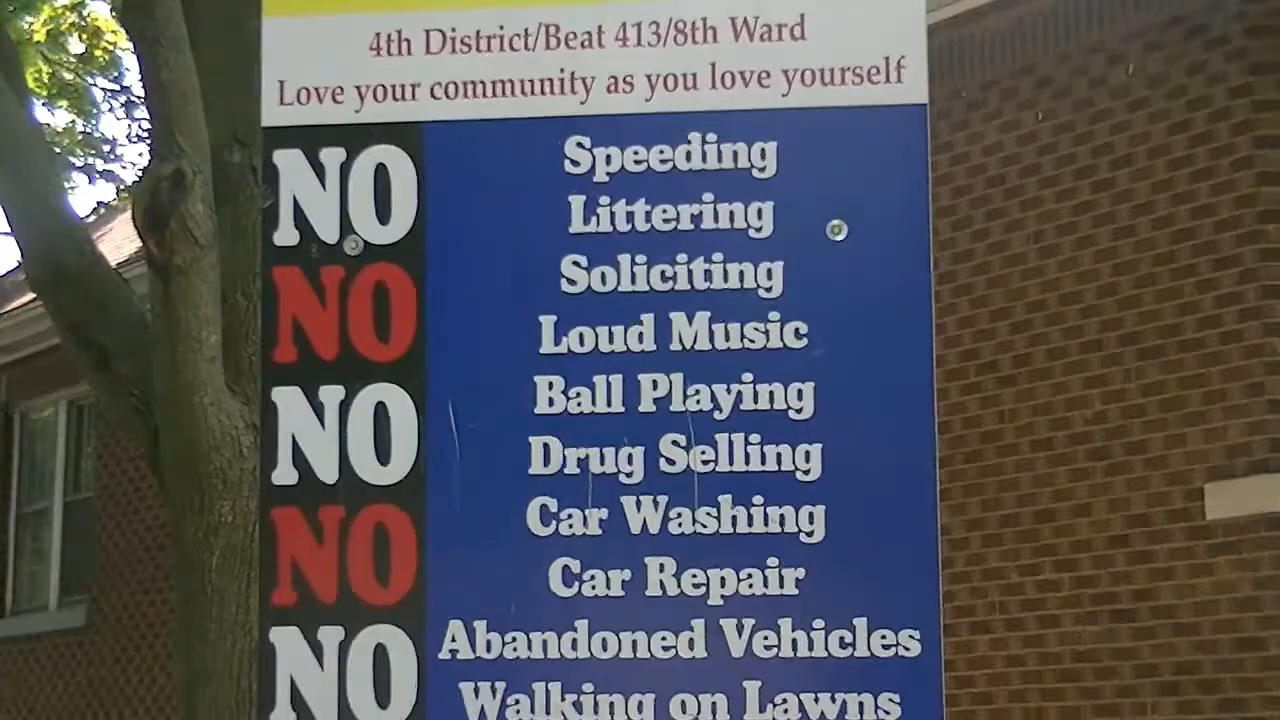 4th District/Beat 413/8th Ward
Love your community as you love yourself
NO
NO
NO
NO
NO
Speeding
Littering
Soliciting
Loud Music
Ball Playing
Drug Selling
Car Washing
Car Repair
Abandoned Vehicles
Walking on Lawns